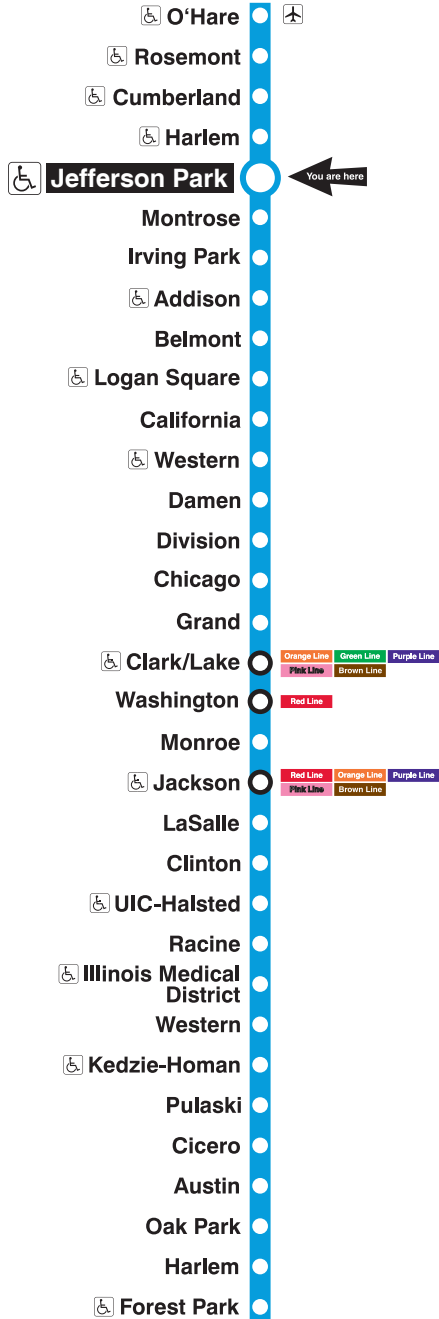 O'Hare
Rosemont
Cumberland
Harlem
Jefferson Park
You are here
Montrose
Irving Park
Addison
Belmont
Logan Square
California
Western
Damen
Division
Chicago
Grand
Clark/Lake
Orange Line Green Line Purple Line
Pink Line Brown Line
Washington
Red Line
Monroe
Jackson
Red Line Orange Line Purple Line
Pink Line Brown Line
LaSalle
Clinton
UIC-Halsted
Racine
Illinois Medical
District
Western
Kedzie-Homan
Pulaski
Cicero
Austin
Oak Park
Harlem
Forest Park